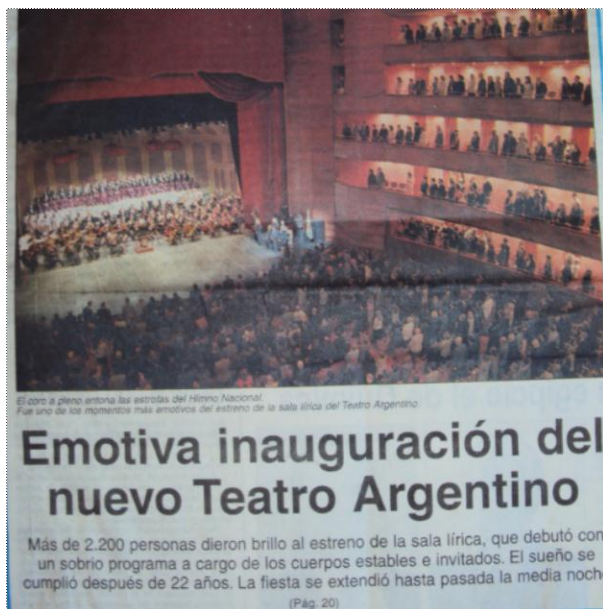 El coro a pleno entona las estrofas del Himno Nacional.
Fue uno de los momentos más emotivos del estreno de la sala lírica del Teatro Argentino
Emotiva inauguración del
nuevo Teatro Argentino
Más de 2.200 personas dieron brillo al estreno de la sala lírica, que debutó con
un sobrio programa a cargo de los cuerpos estables e invitados. El sueño se
cumplió después de 22 años. La fiesta se extendió hasta pasada la media noche
(Pág. 20)